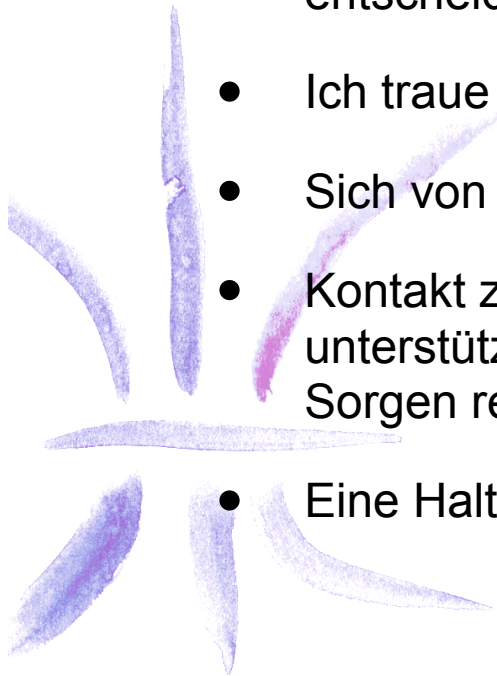 ● Ich traue
● Sich von
● Kontakt z
unterstütz
Sorgen re
● Eine Halt